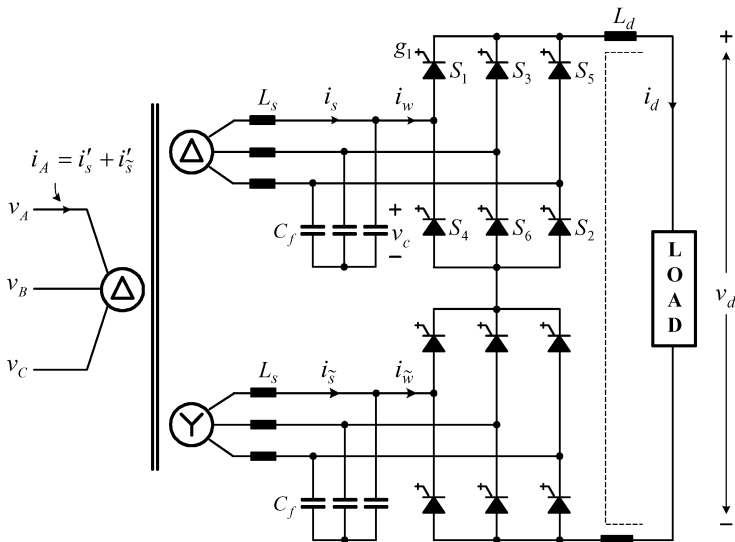 L_d
+
g_1
S_1
S_3
S_5
L_s
i_s
i_w
i_d
i_A = i'_s + i'_s̃
Δ
v_A
+
C_f
v_c
S_4
S_6
S_2
−
LOAD
v_d
v_B
Δ
v_C
L_s
i_s̃
i_w̃
Y
C_f
−